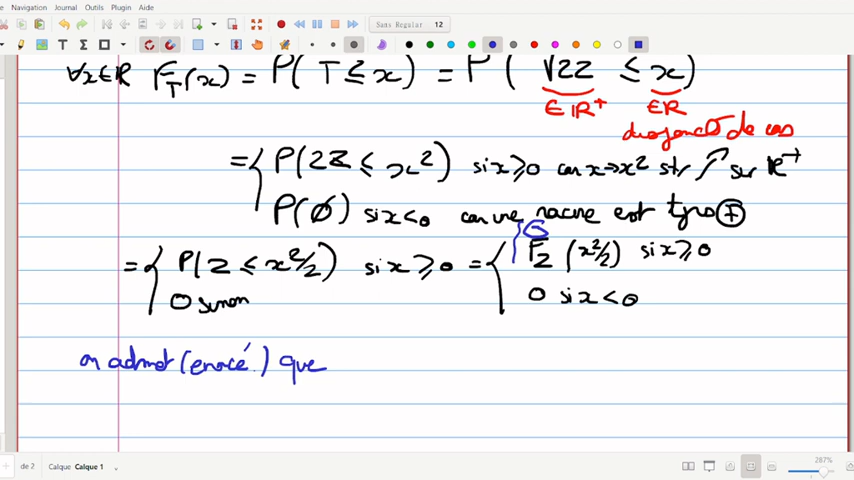 Navigation Journal Outils Plugin Aide
Sans Regular 12
∀x∈ℝ F_T(x) = P(T ≤ x) = P(√2Z ≤ x)
∈ℝ⁺ ∈ℝ
de cas
= { P(2Z ≤ x²) si x ≥ 0 car x→x² str ↗ sur ℝ⁺
P(∅) si x<0 car une racine est tjrs ⊕
= { P(Z ≤ x²/2) si x ≥ 0 = { F_Z (x²/2) si x ≥ 0
0 sinon 0 si x < 0
on admet (enoncé) que
de 2 Calque Calque 1
287%